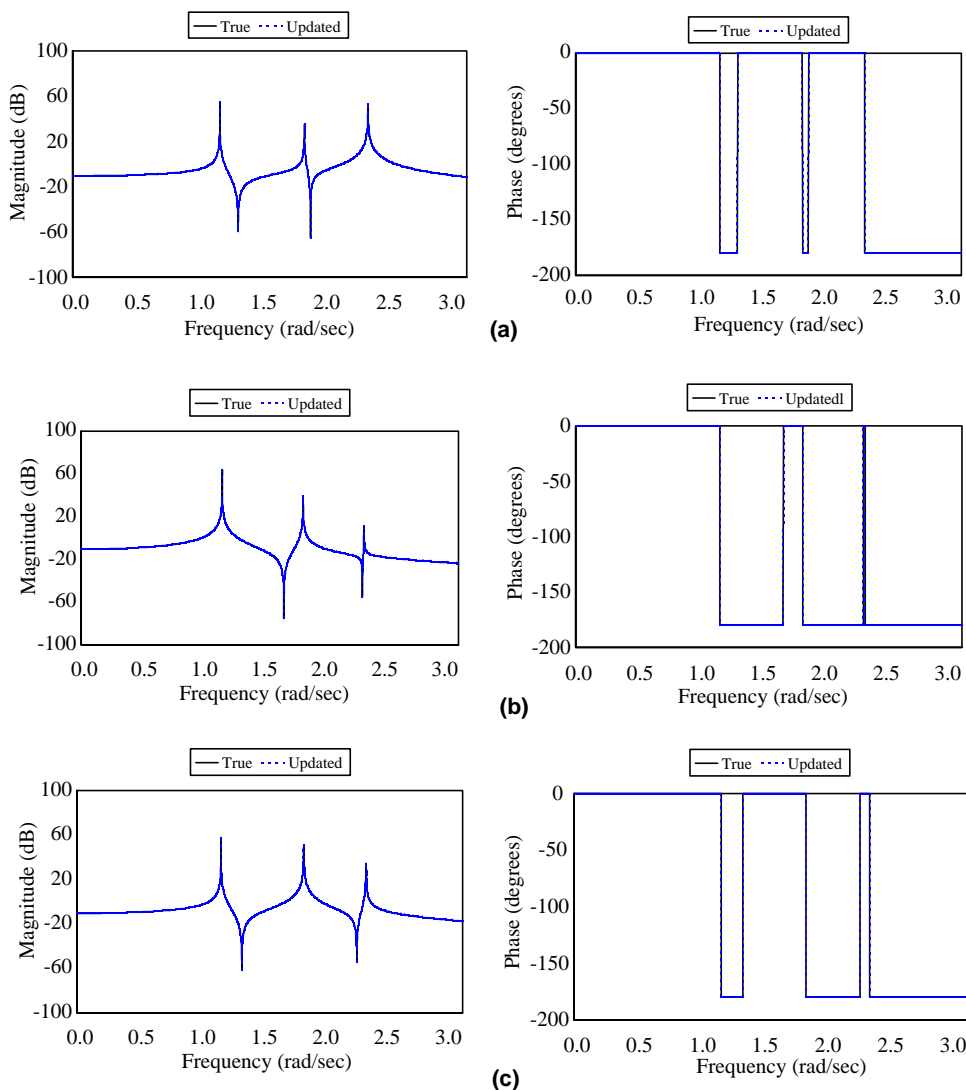 True Updated
100
60
20
-20
-60
-100
Magnitude (dB)
0.0 0.5 1.0 1.5 2.0 2.5 3.0
Frequency (rad/sec)
True Updated
0
-50
-100
-150
-200
Phase (degrees)
0.0 0.5 1.0 1.5 2.0 2.5 3.0
Frequency (rad/sec)
(a)
True Updated
100
60
20
-20
-60
-100
Magnitude (dB)
0.0 0.5 1.0 1.5 2.0 2.5 3.0
Frequency (rad/sec)
True Updatedl
0
-50
-100
-150
-200
Phase (degrees)
0.0 0.5 1.0 1.5 2.0 2.5 3.0
Frequency (rad/sec)
(b)
True Updated
100
60
20
-20
-60
-100
Magnitude (dB)
0.0 0.5 1.0 1.5 2.0 2.5 3.0
Frequency (rad/sec)
True Updated
0
-50
-100
-150
-200
Phase (degrees)
0.0 0.5 1.0 1.5 2.0 2.5 3.0
Frequency (rad/sec)
(c)